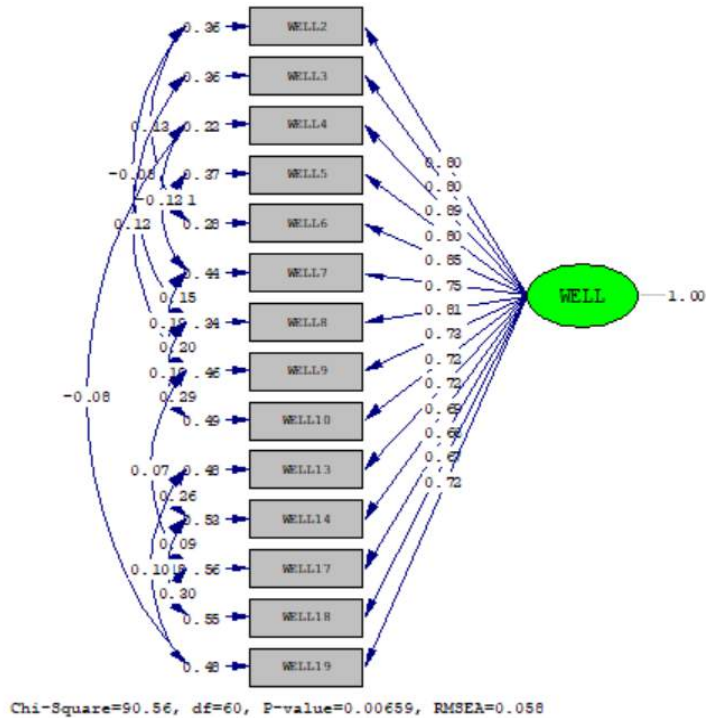 0.36 WELL2
0.36 WELL3
0.13 0.22 WELL4 0.80
-0.08 0.37 WELL5 0.80
-0.12 0.89
0.12 0.28 WELL6 0.80
0.85
0.44 WELL7 0.75
WELL 1.00
0.15 0.34 WELL8 0.81
0.20 0.73
0.46 WELL9 0.72
-0.08 0.29 0.72
0.49 WELL10
0.07 0.48 WELL13 0.67
0.26 0.72
0.53 WELL14
0.09
0.10 .56 WELL17
0.30
0.55 WELL18
0.48 WELL19
Chi-Square=90.56, df=60, P-value=0.00659, RMSEA=0.058